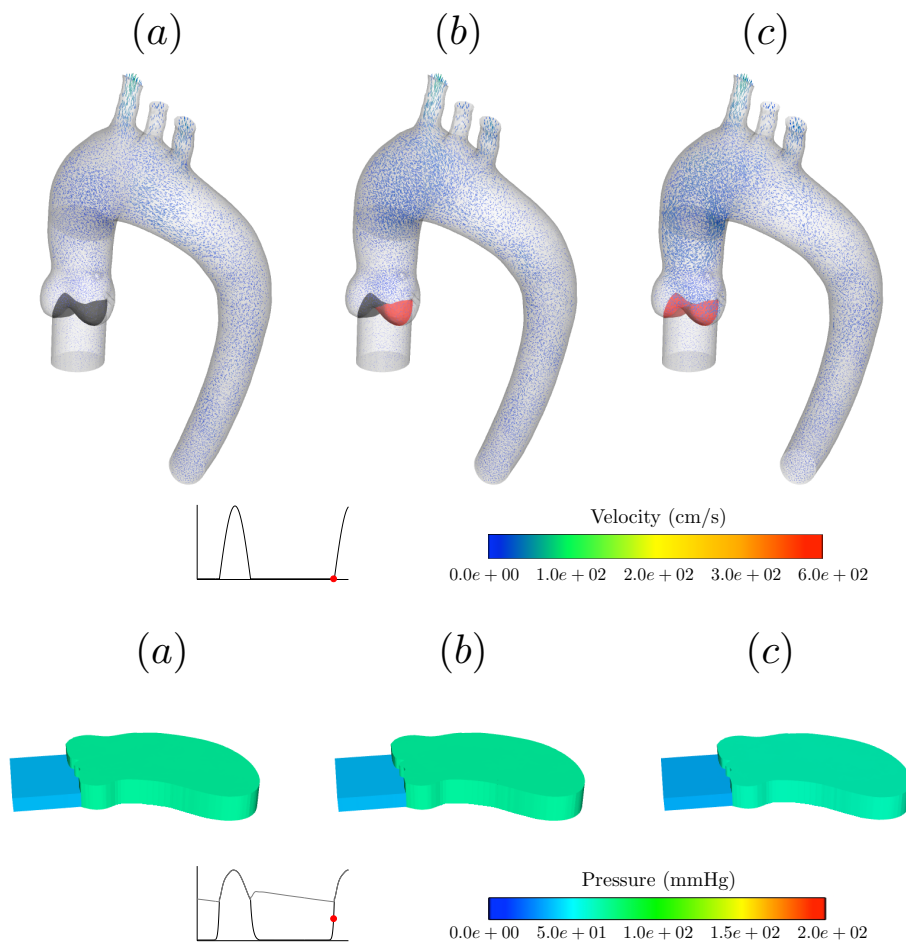 (a) (b) (c)
Velocity (cm/s)
0.0e + 00 1.0e + 02 2.0e + 02 3.0e + 02 6.0e + 02
(a) (b) (c)
Pressure (mmHg)
0.0e + 00 5.0e + 01 1.0e + 02 1.5e + 02 2.0e + 02